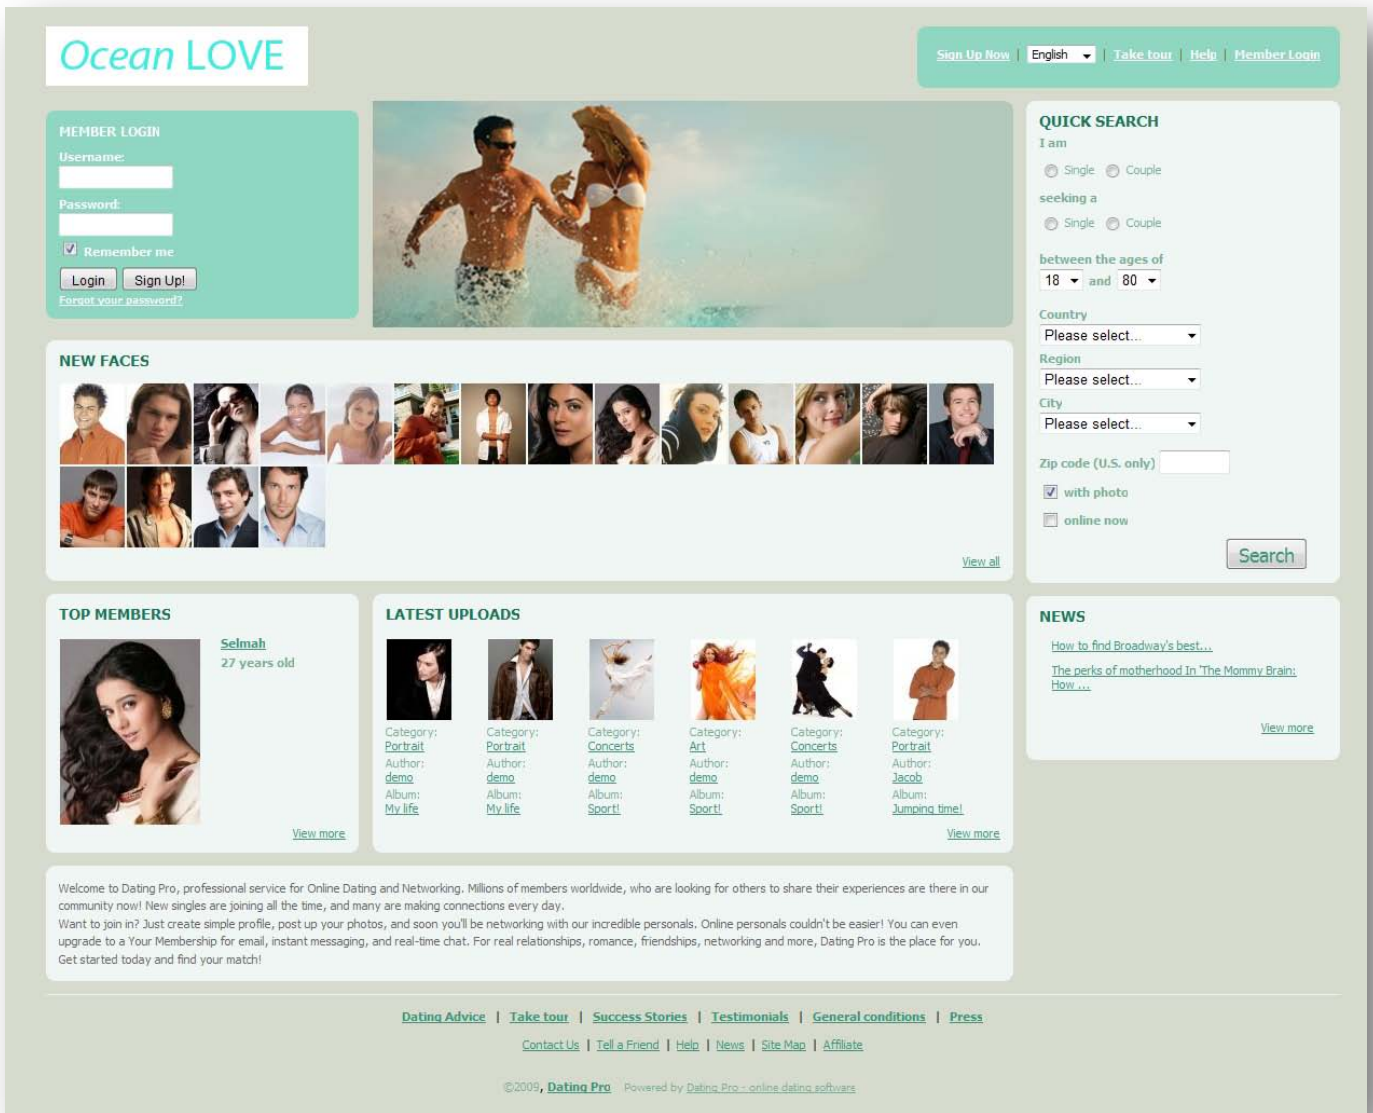 Ocean LOVE
Sign Up Now | English | Take tour | Help | Member Login
MEMBER LOGIN
Username:
Password:
Remember me
Login Sign Up!
Forgot your password?
QUICK SEARCH
I am
Single Couple
seeking a
Single Couple
between the ages of
18 and 80
Country
Please select...
Region
Please select...
City
Please select...
Zip code (U.S. only)
with photo
online now
Search
NEW FACES
View all
TOP MEMBERS
Selmah
27 years old
View more
LATEST UPLOADS
Category: Category: Category: Category: Category: Category:
Portrait Portrait Concerts Art Concerts Portrait
Author: Author: Author: Author: Author: Author:
demo demo demo demo demo Jacob
Album: Album: Album: Album: Album: Album:
My life My life Sport! Sport! Sport! Jumping time!
View more
NEWS
How to find Broadway's best...
The perks of motherhood In 'The Mommy Brain:
How ...
View more
Welcome to Dating Pro, professional service for Online Dating and Networking. Millions of members worldwide, who are looking for others to share their experiences are there in our
community now! New singles are joining all the time, and many are making connections every day.
Want to join in? Just create simple profile, post up your photos, and soon you'll be networking with our incredible personals. Online personals couldn't be easier! You can even
upgrade to a Your Membership for email, instant messaging, and real-time chat. For real relationships, romance, friendships, networking and more, Dating Pro is the place for you.
Get started today and find your match!
Dating Advice | Take tour | Success Stories | Testimonials | General conditions | Press
Contact Us | Tell a Friend | Help | News | Site Map | Affiliate
©2009, Dating Pro Powered by Dating Pro - online dating software